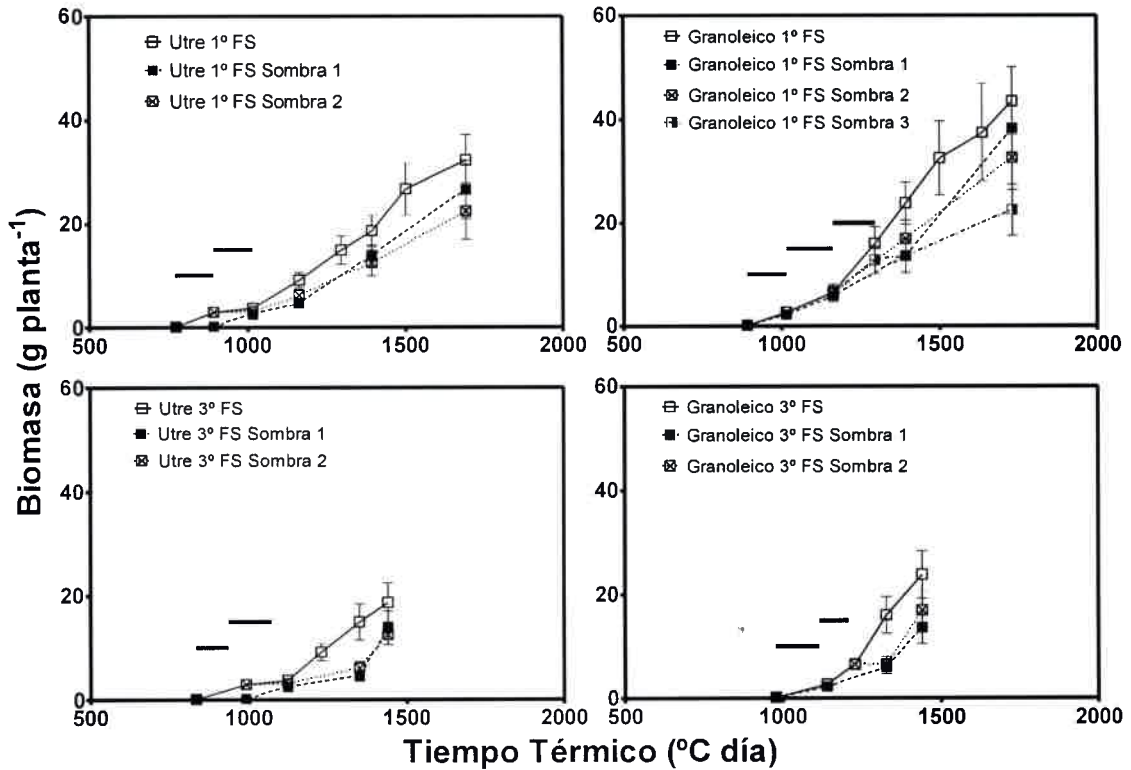 Biomasa (g planta-1)
60
40
20
0
500
1000
1500
2000
Utre 1º FS
Utre 1º FS Sombra 1
Utre 1º FS Sombra 2
60
40
20
0
500
1000
1500
2000
Granoleico 1º FS
Granoleico 1º FS Sombra 1
Granoleico 1º FS Sombra 2
Granoleico 1º FS Sombra 3
60
40
20
0
500
1000
1500
2000
Utre 3º FS
Utre 3º FS Sombra 1
Utre 3º FS Sombra 2
60
40
20
0
500
1000
1500
2000
Granoleico 3º FS
Granoleico 3º FS Sombra 1
Granoleico 3º FS Sombra 2
Tiempo Térmico (ºC día)